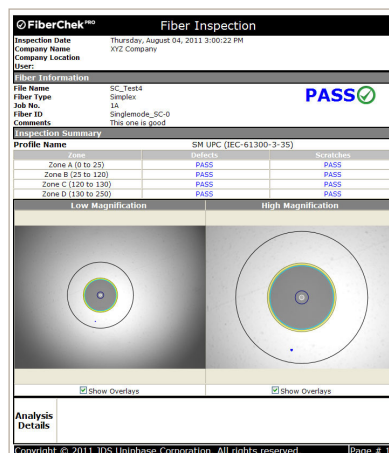 FiberChek PRO Fiber Inspection
Inspection Date Thursday, August 04, 2011 3:00:22 PM
Company Name XYZ Company
Company Location
User:
Fiber Information
File Name SC_Test4
Fiber Type Simplex
Job No. 1A
Fiber ID Singlemode_SC-0
Comments This one is good
PASS
Inspection Summary
Profile Name SM UPC (IEC-61300-3-35)
Zone Defects Scratches
Zone A (0 to 25) PASS PASS
Zone B (25 to 120) PASS PASS
Zone C (120 to 130) PASS PASS
Zone D (130 to 250) PASS PASS
Low Magnification High Magnification
Show Overlays Show Overlays
Analysis
Details
Copyright © 2011 JDS Uniphase Corporation. All rights reserved. Page # 1